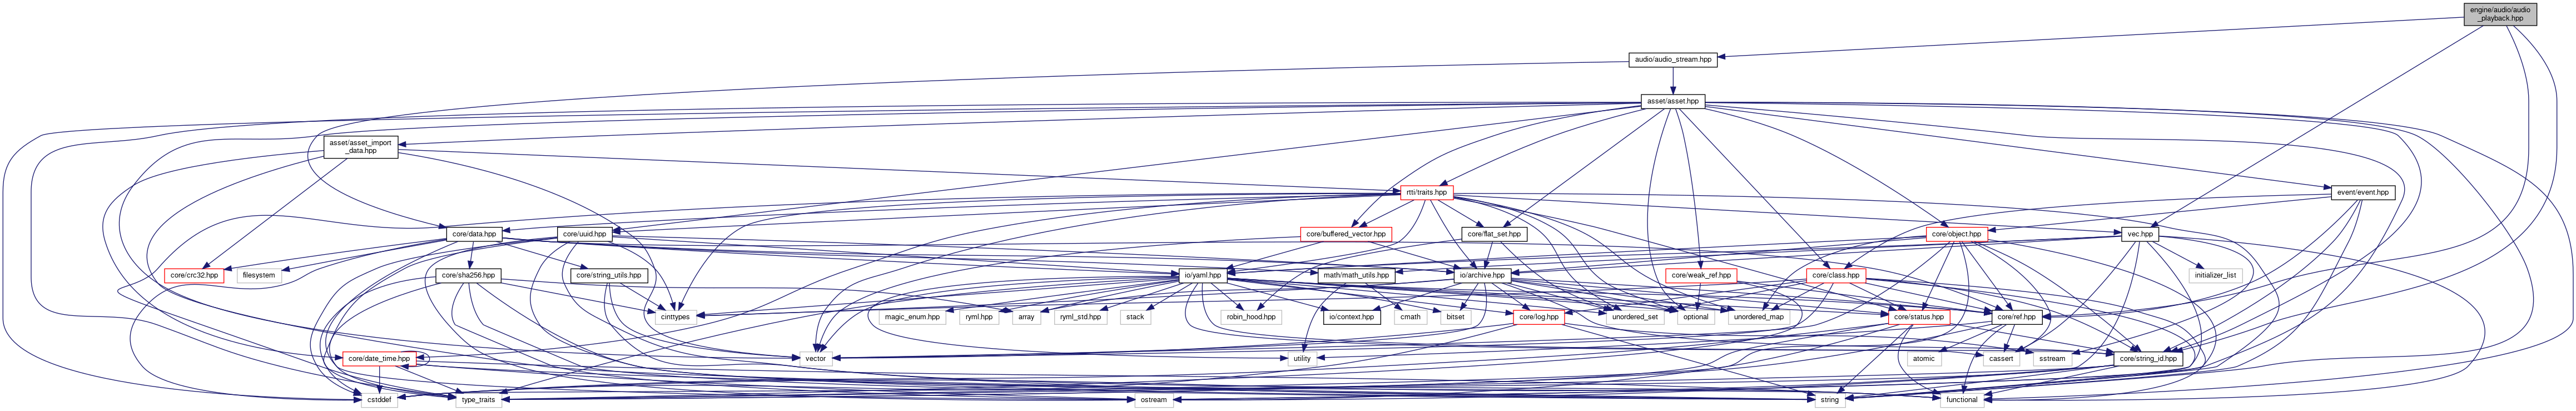 engine/audio/audio
_playback.hpp
audio/audio_stream.hpp
asset/asset.hpp
asset/asset_import
_data.hpp
rtti/traits.hpp
event/event.hpp
core/data.hpp
core/uuid.hpp
core/buffered_vector.hpp
core/flat_set.hpp
core/object.hpp
vec.hpp
core/crc32.hpp
filesystem
core/sha256.hpp
core/string_utils.hpp
io/yaml.hpp
math/math_utils.hpp
io/archive.hpp
core/weak_ref.hpp
core/class.hpp
initializer_list
cinttypes
magic_enum.hpp
ryml.hpp
array
ryml_std.hpp
stack
robin_hood.hpp
io/context.hpp
cmath
bitset
core/log.hpp
unordered_set
optional
unordered_map
core/status.hpp
core/ref.hpp
core/date_time.hpp
vector
utility
atomic
cassert
sstream
core/string_id.hpp
cstddef
type_traits
ostream
string
functional